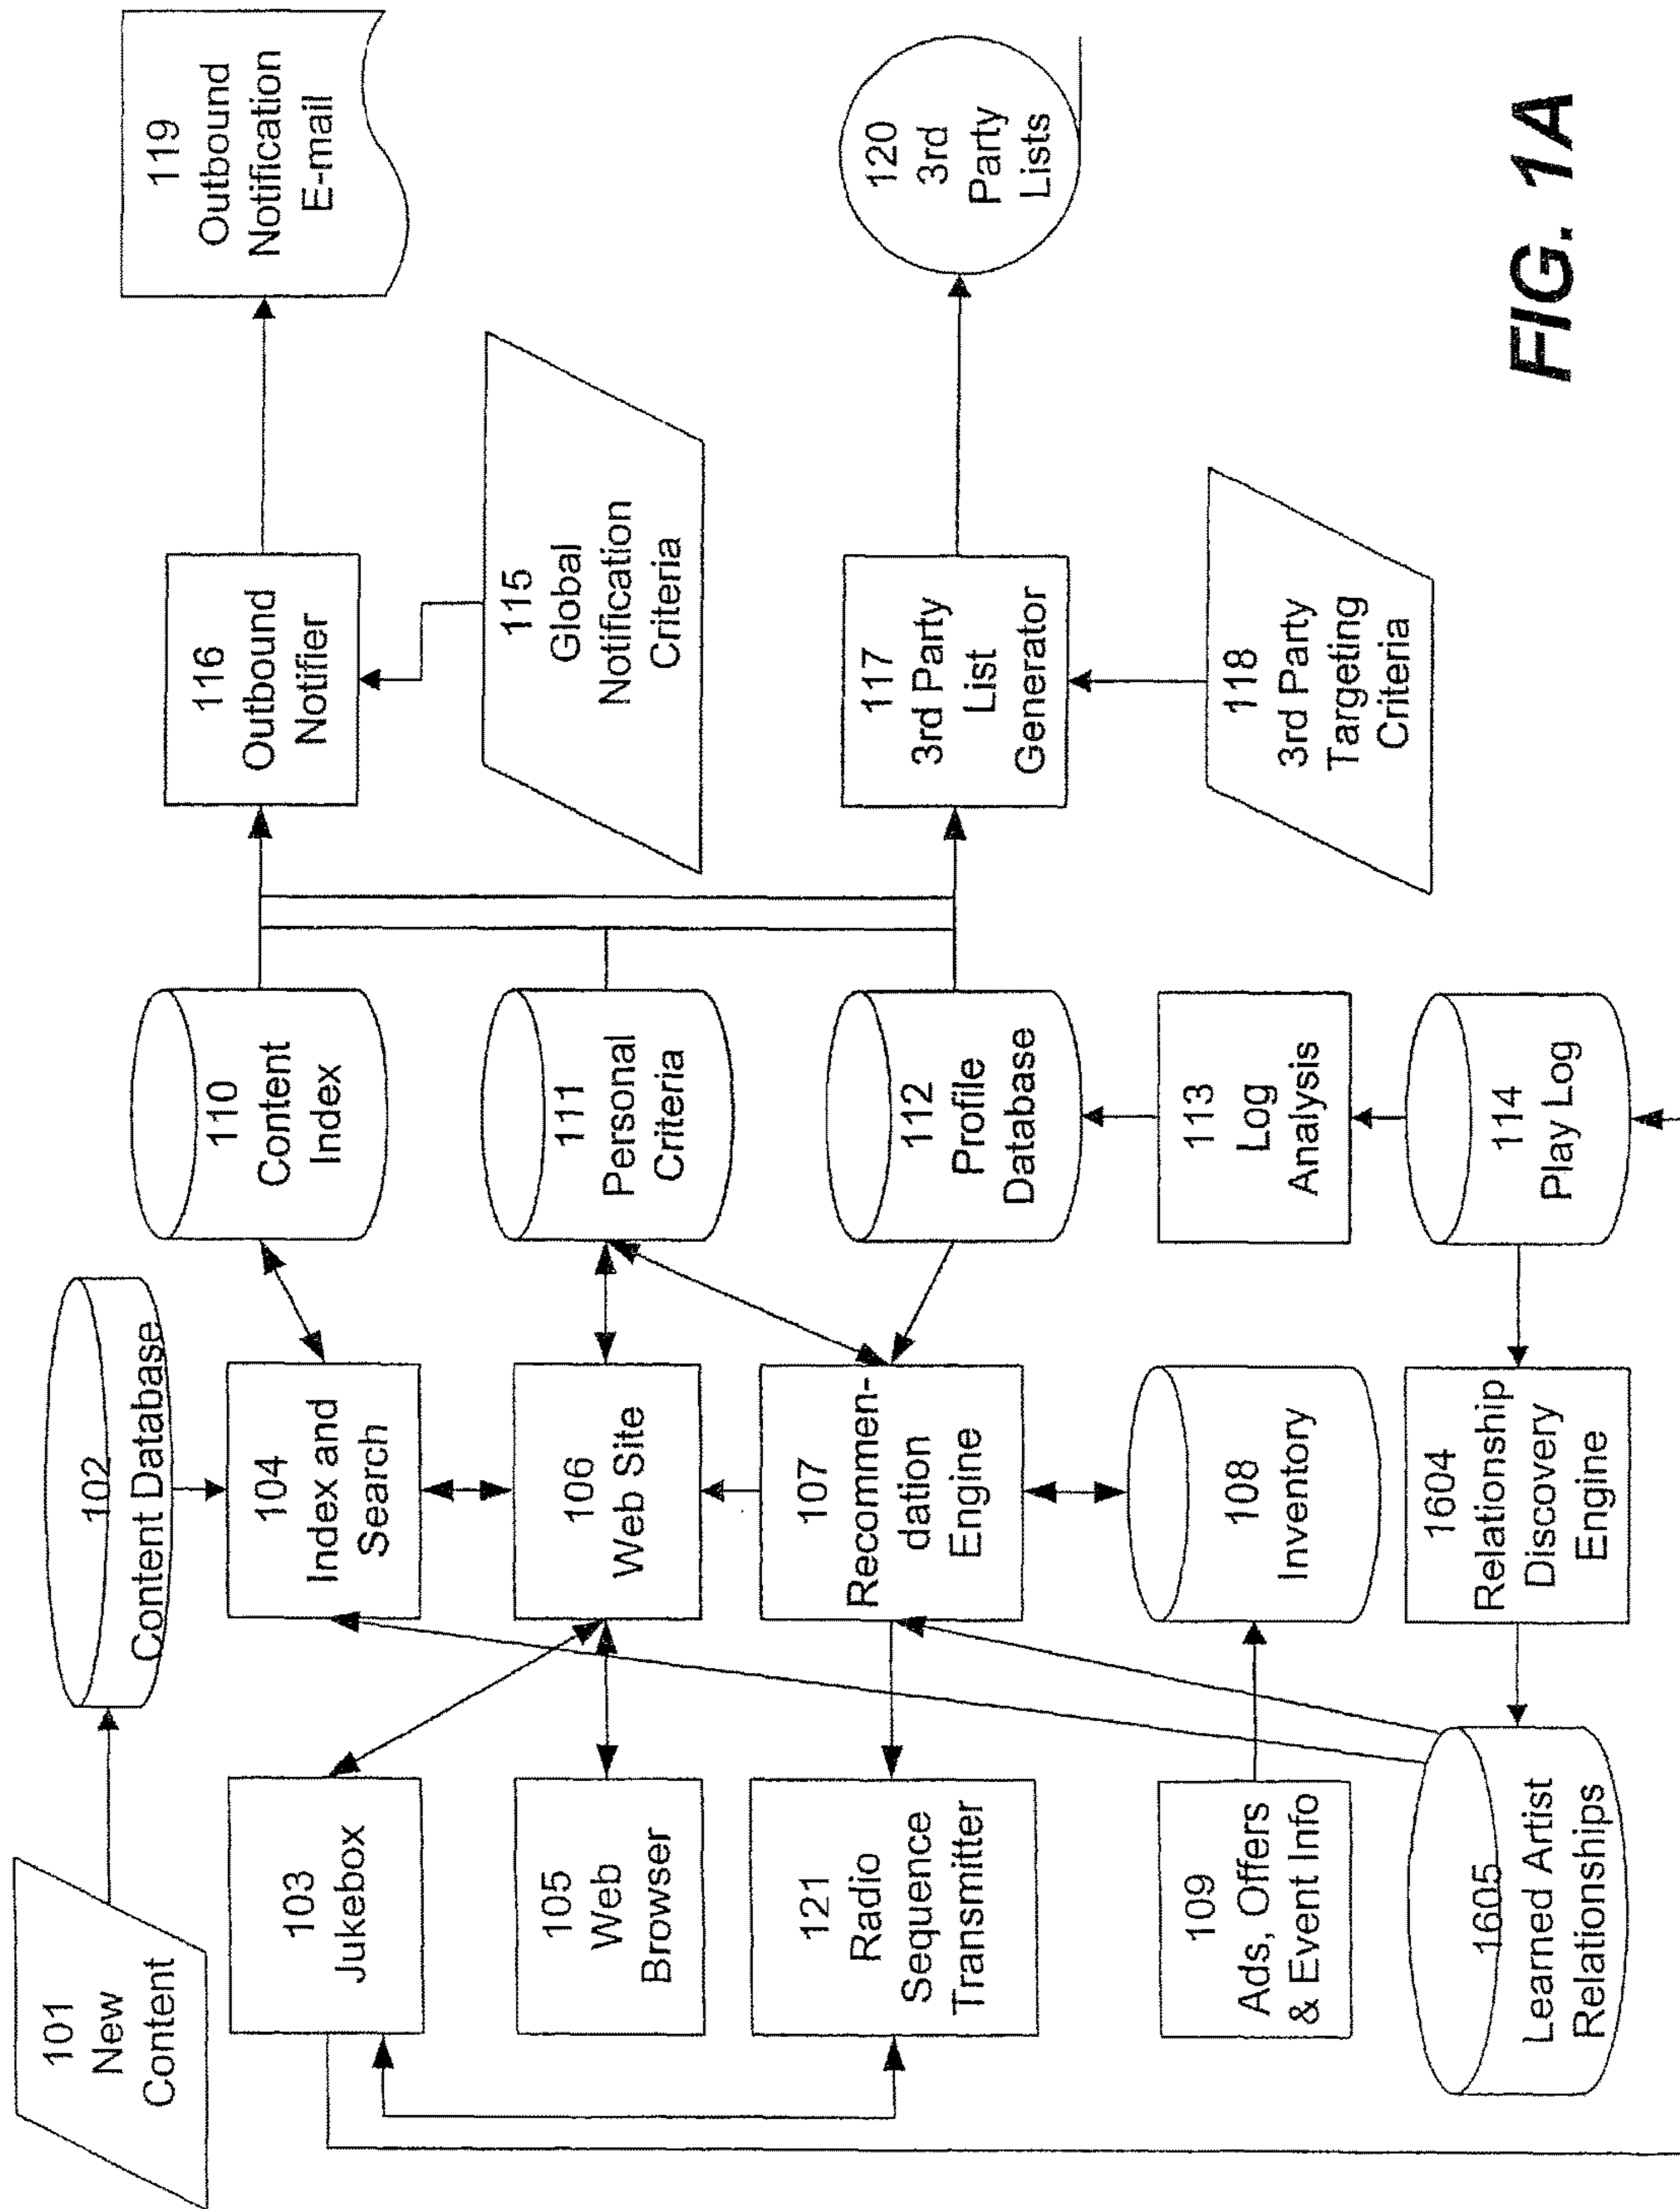 101
New
Content
102
Content Database
103
Jukebox
104
Index and
Search
110
Content
Index
116
Outbound
Notifier
119
Outbound
Notification
E-mail
105
Web
Browser
106
Web Site
111
Personal
Criteria
115
Global
Notification
Criteria
121
Radio
Sequence
Transmitter
107
Recommen-
dation
Engine
112
Profile
Database
117
3rd Party
List
Generator
120
3rd
Party
Lists
109
Ads, Offers
& Event Info
108
Inventory
113
Log
Analysis
118
3rd Party
Targeting
Criteria
1605
Learned Artist
Relationships
1604
Relationship
Discovery
Engine
114
Play Log
FIG. 1A